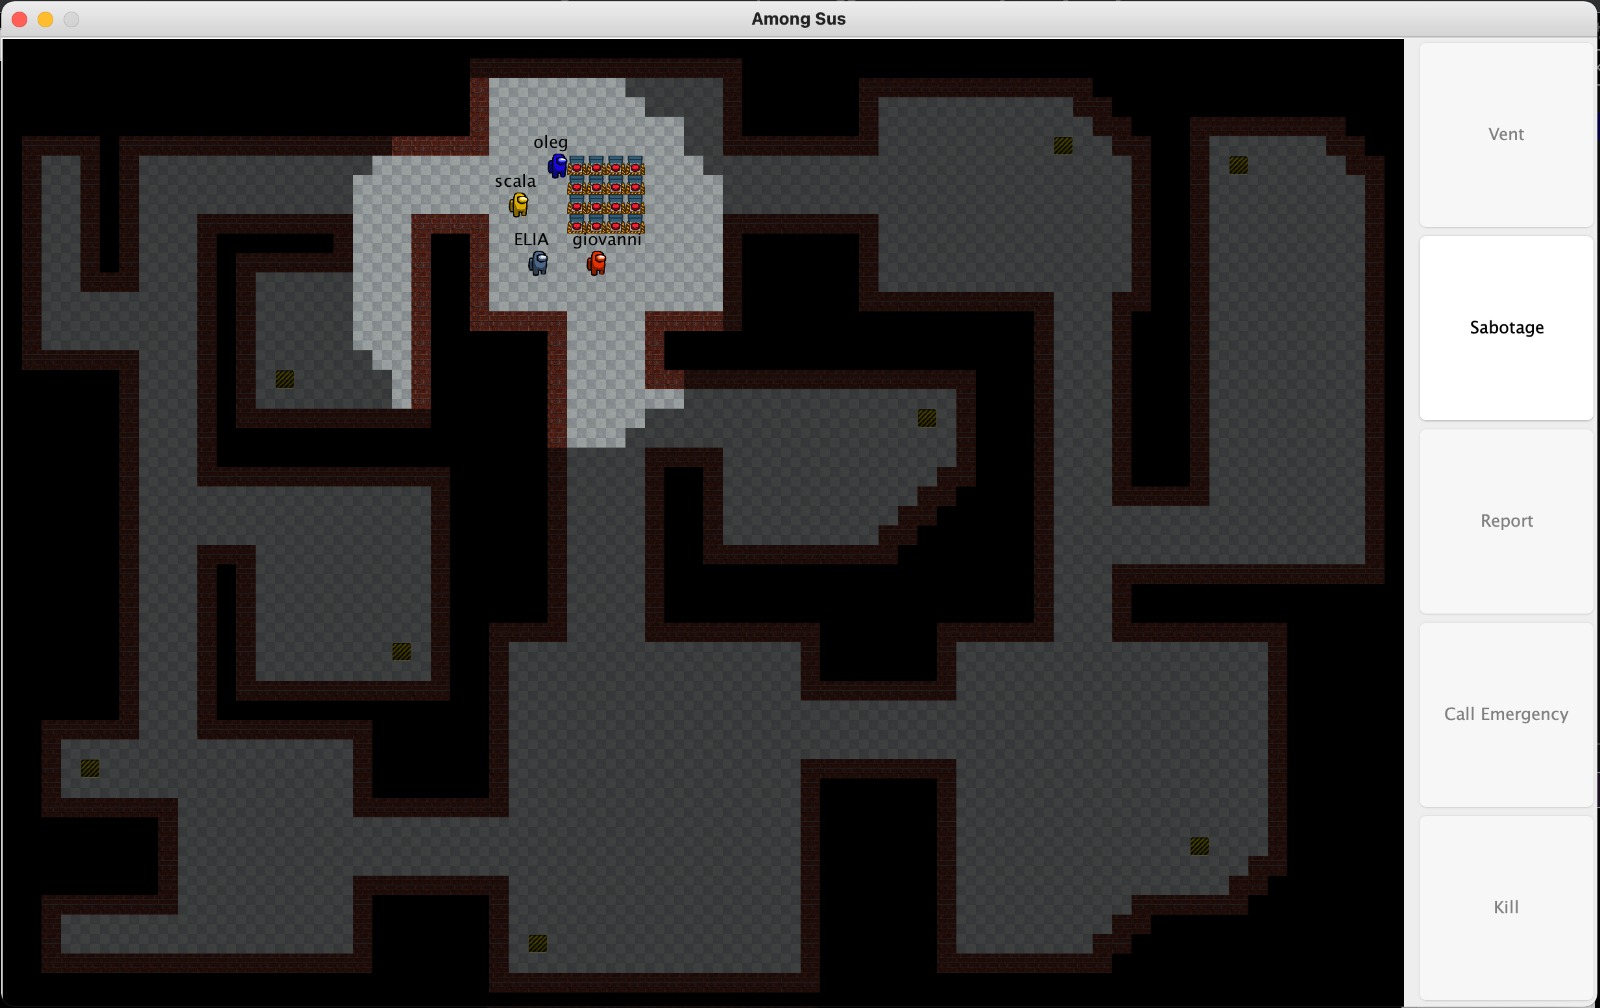 Among Sus
oleg
scala
ELIA
giovanni
Vent
Sabotage
Report
Call Emergency
Kill